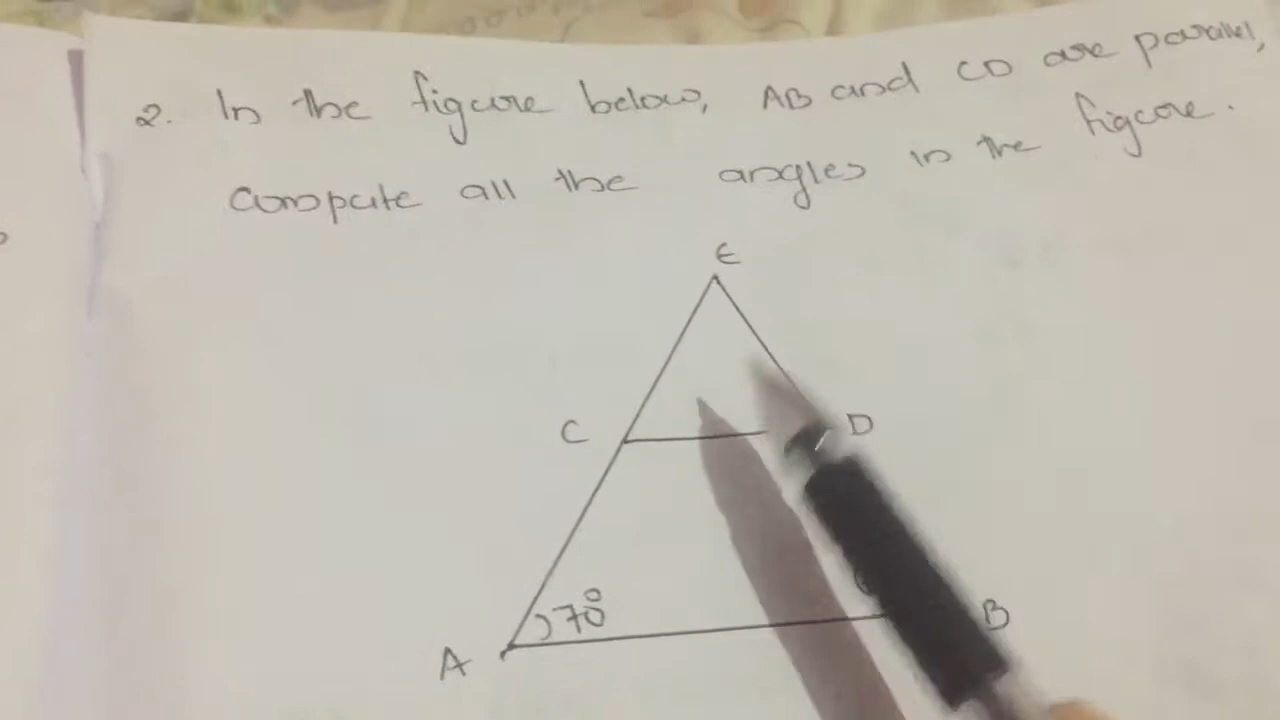 2. In the figure below, AB and CD are parallel,
compute all the angles in the figure.
E
C
D
70°
B
A